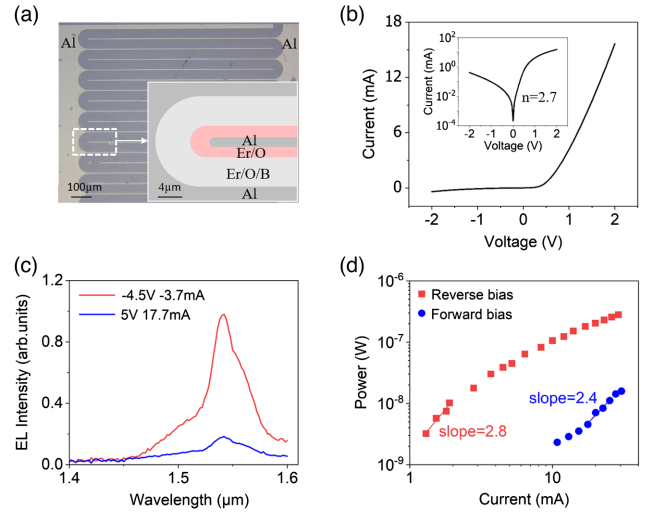 (a)
Al
Al
Al
Er/O
Er/O/B
Al
100μm
4μm
(b)
Current (mA)
18
12
6
0
-2
-1
0
1
2
Voltage (V)
Current (mA)
10²
10⁰
10⁻²
10⁻⁴
n=2.7
-2
0
2
Voltage (V)
(c)
EL Intensity (arb.units)
1.2
0.8
0.4
0.0
-4.5V -3.7mA
5V 17.7mA
1.4
1.5
1.6
Wavelength (μm)
(d)
Power (W)
10⁻⁶
10⁻⁷
10⁻⁸
10⁻⁹
Reverse bias
Forward bias
slope=2.4
slope=2.8
1
10
Current (mA)